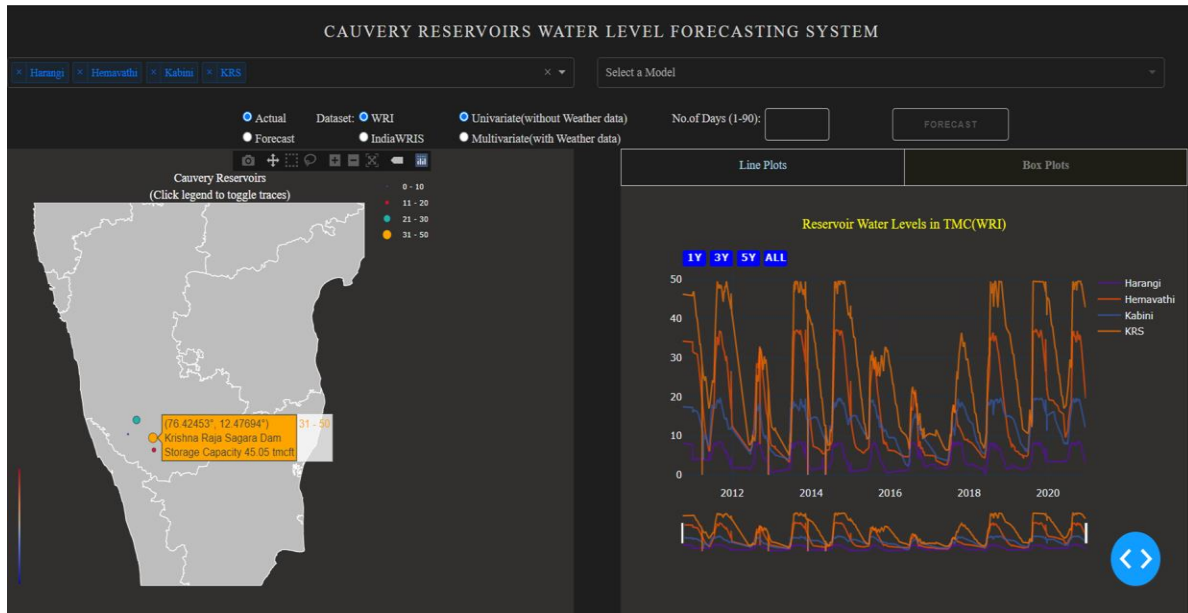 CAUVERY RESERVOIRS WATER LEVEL FORECASTING SYSTEM
× Harangi × Hemavathi × Kabini × KRS ×
Select a Model
Actual Dataset: WRI Univariate(without Weather data) No.of Days (1-90): FORECAST
Forecast IndiaWRIS Multivariate(with Weather data)
Cauvery Reservoirs
(Click legend to toggle traces)
0 - 10
11 - 20
21 - 30
31 - 50
(76.42453°, 12.47694°) 31 - 50
Krishna Raja Sagara Dam
Storage Capacity 45.05 tmcft
Line Plots Box Plots
Reservoir Water Levels in TMC(WRI)
1Y 3Y 5Y ALL
50
40
30
20
10
0
2012 2014 2016 2018 2020
Harangi
Hemavathi
Kabini
KRS